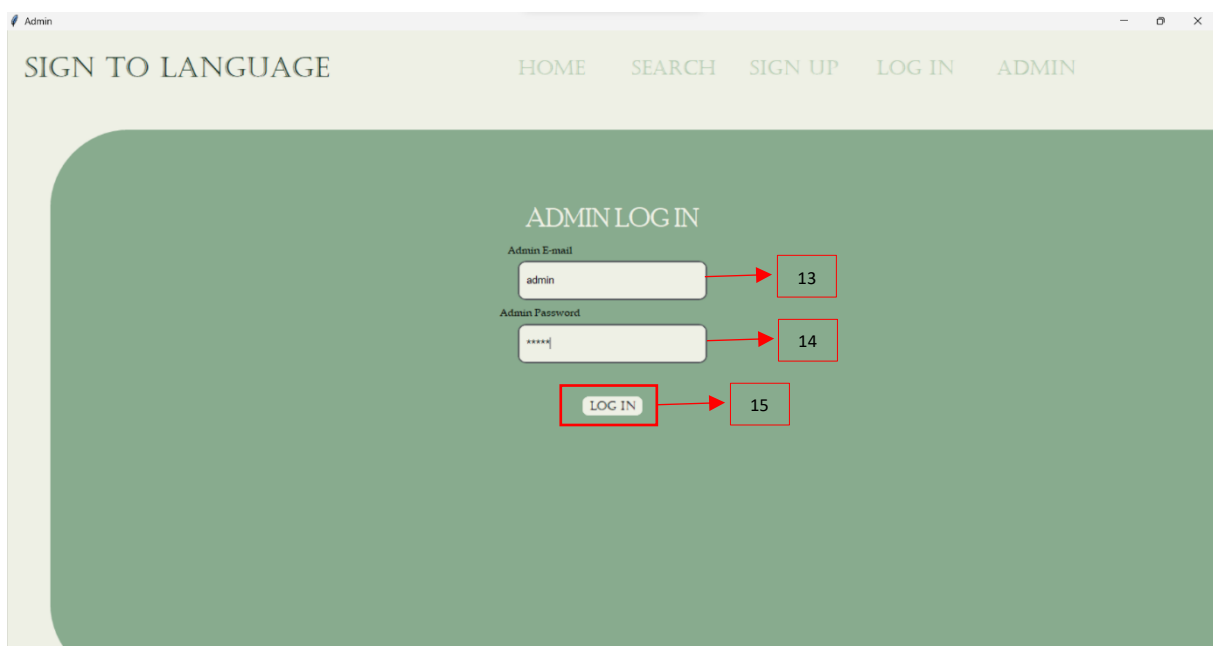 Admin
SIGN TO LANGUAGE HOME SEARCH SIGN UP LOG IN ADMIN
ADMIN LOG IN
Admin E-mail
admin 13
Admin Password
***** 14
LOG IN 15